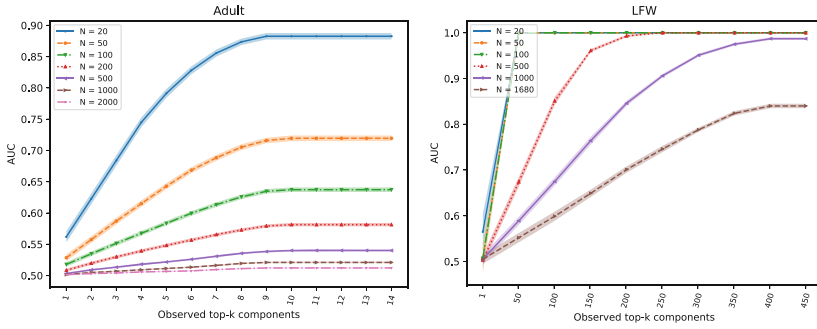 Adult
AUC
0.90
0.85
0.80
0.75
0.70
0.65
0.60
0.55
0.50
N = 20
N = 50
N = 100
N = 200
N = 500
N = 1000
N = 2000
1 2 3 4 5 6 7 8 9 10 11 12 13 14
Observed top-k components
LFW
AUC
1.0
0.9
0.8
0.7
0.6
0.5
N = 20
N = 50
N = 100
N = 500
N = 1000
N = 1680
1 50 100 150 200 250 300 350 400 450
Observed top-k components